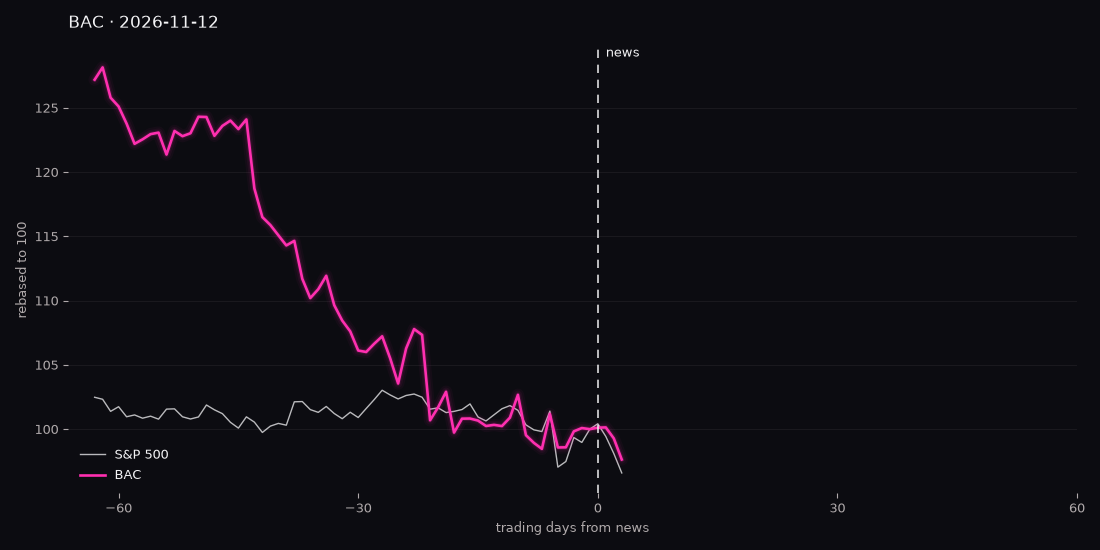 BAC · 2026-11-12
news
125
120
115
110
105
100
rebased to 100
S&P 500
BAC
−60
−30
0
30
60
trading days from news